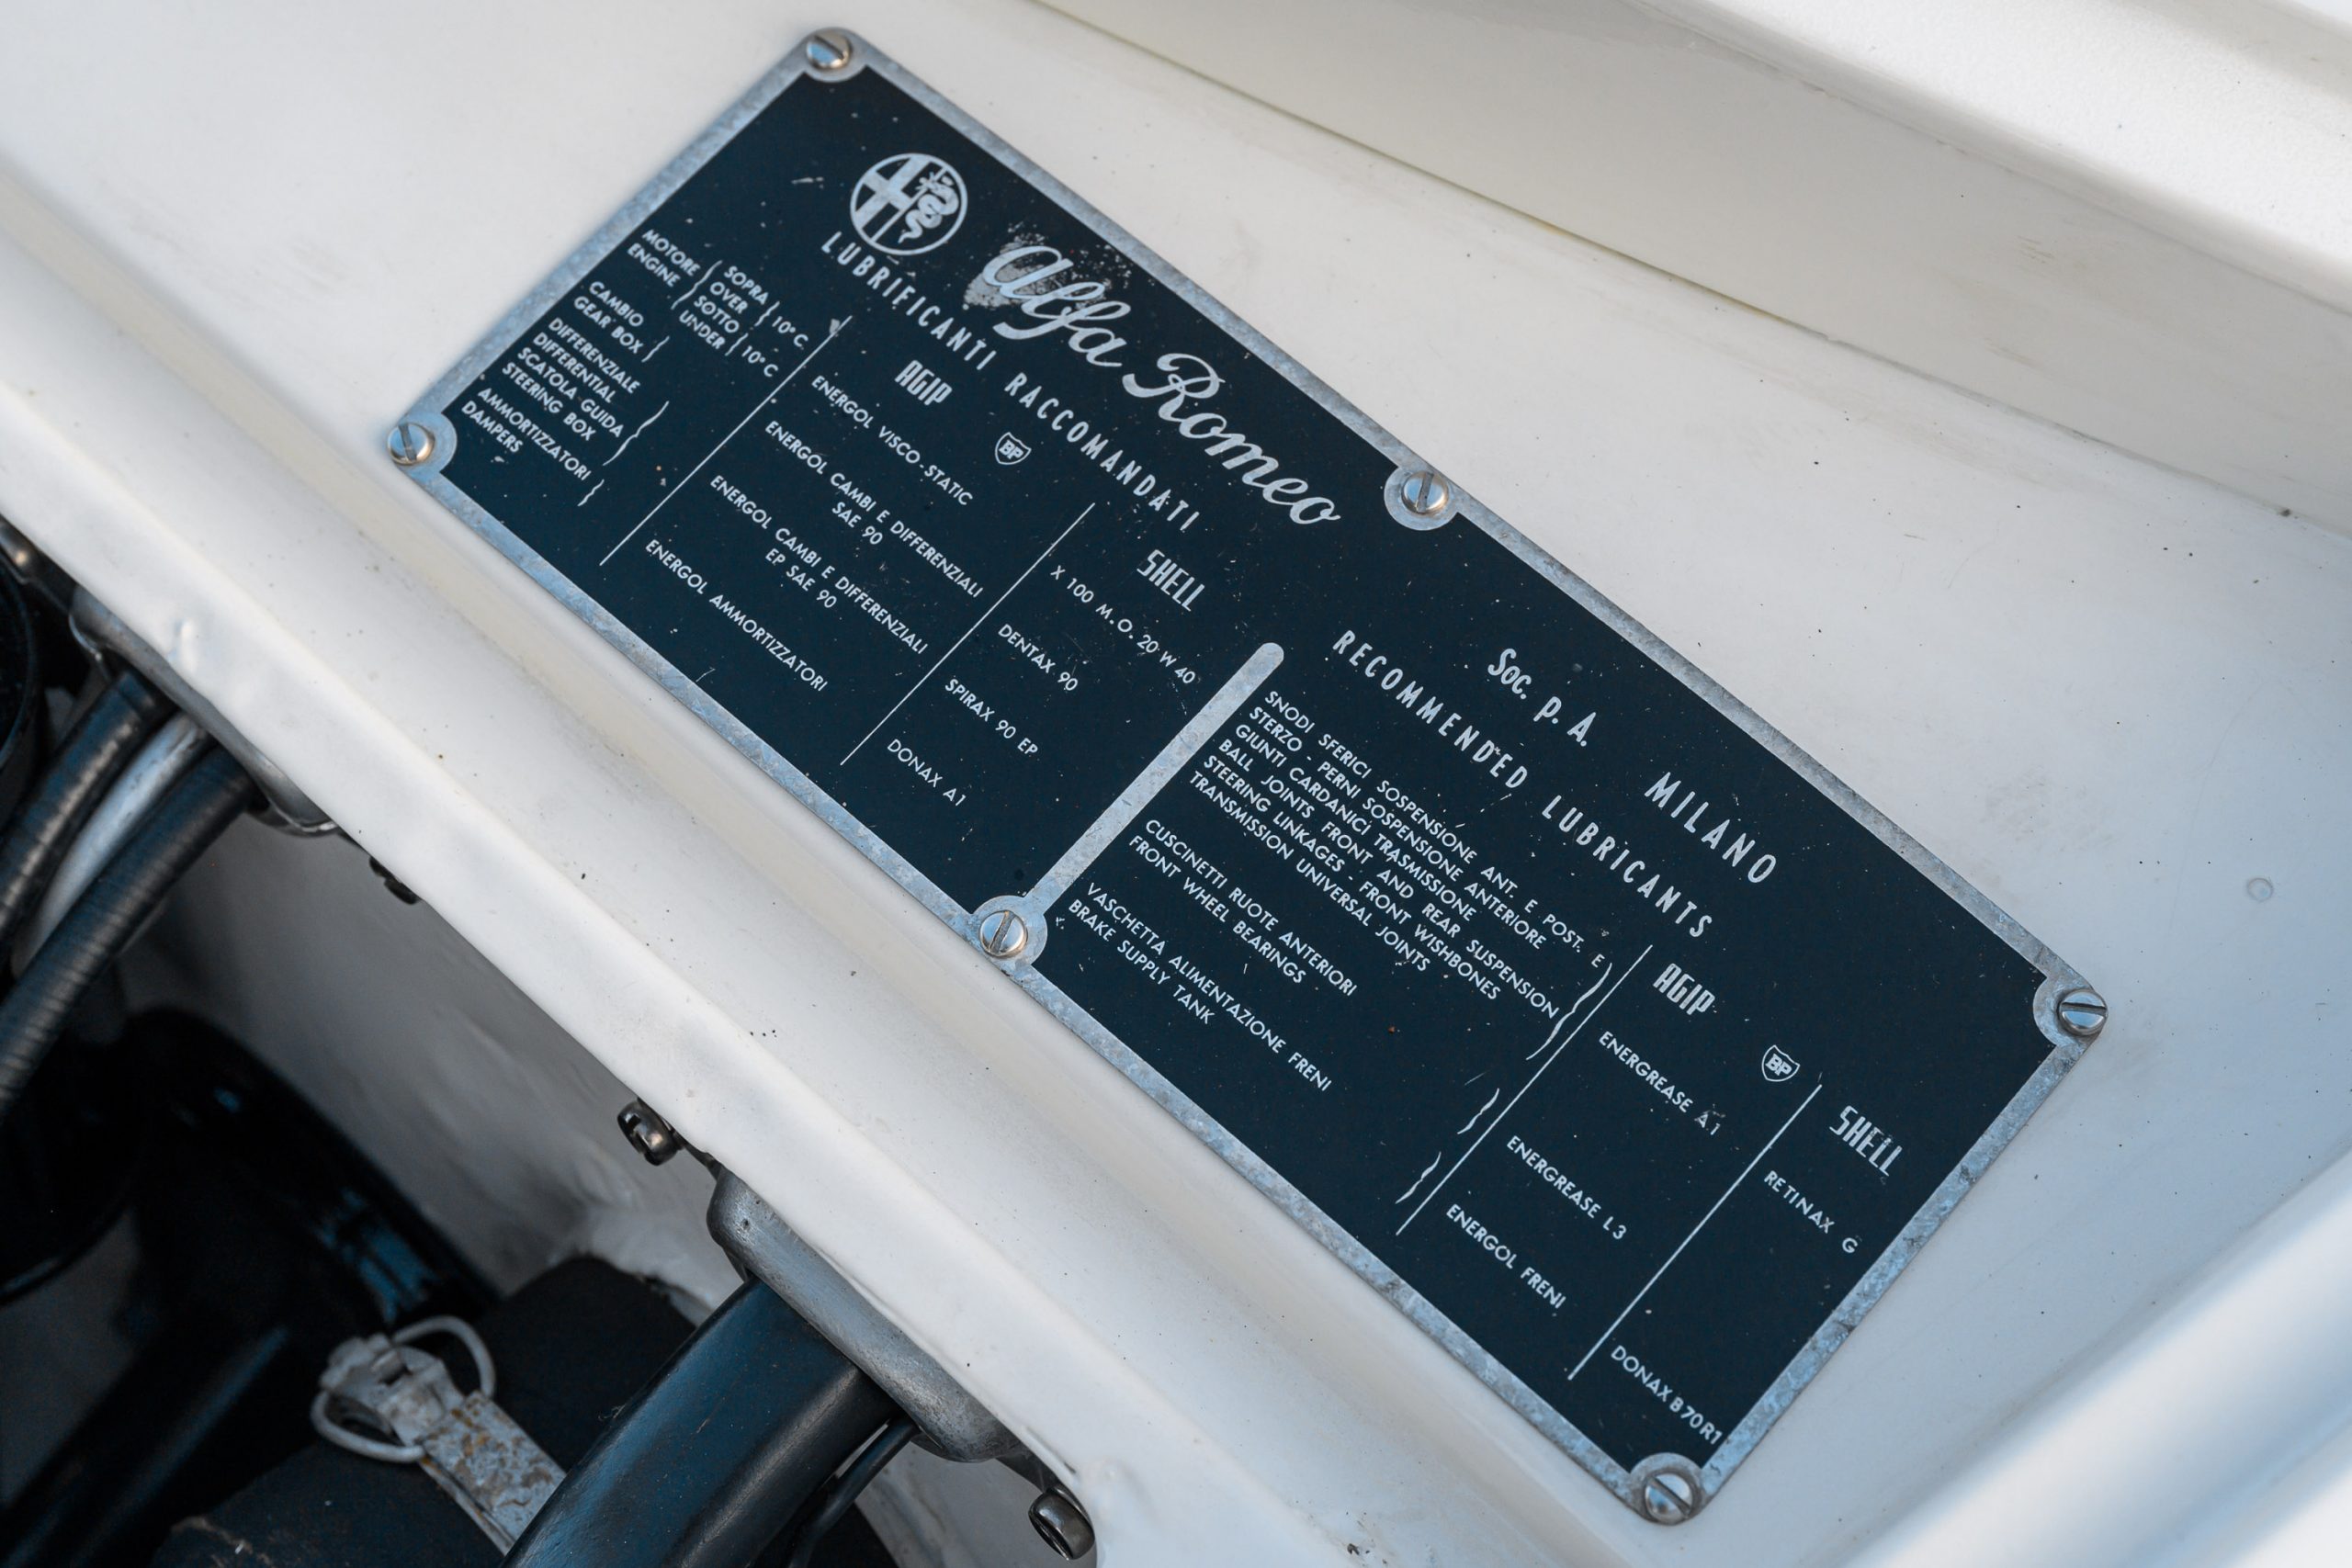 Alfa Romeo
Soc. P. A. MILANO
LUBRIFICANTI RACCOMANDATI
RECOMMENDED LUBRICANTS
AGIP BP
SHELL
MOTORE
ENGINE
SOPRA
OVER
10° C.
SOTTO
UNDER
10° C
ENERGOL VISCO-STATIC
X 100 M.O. 20 W 40
CAMBIO
GEAR BOX
ENERGOL CAMBI E DIFFERENZIALI
SAE 90
DENTAX 90
DIFFERENZIALE
DIFFERENTIAL
SCATOLA GUIDA
STEERING BOX
ENERGOL CAMBI E DIFFERENZIALI
EP SAE 90
SPIRAX 90 EP
AMMORTIZZATORI
DAMPERS
ENERGOL AMMORTIZZATORI
DONAX A1
AGIP BP
SHELL
SNODI SFERICI SOSPENSIONE ANT. E POST. E
STERZO - PERNI SOSPENSIONE ANTERIORE
GIUNTI CARDANICI TRASMISSIONE
BALL JOINTS FRONT AND REAR SUSPENSION
STEERING LINKAGES - FRONT WISHBONES
TRANSMISSION UNIVERSAL JOINTS
ENERGREASE A1
RETINAX G
CUSCINETTI RUOTE ANTERIORI
FRONT WHEEL BEARINGS
ENERGREASE L3
VASCHETTA ALIMENTAZIONE FRENI
BRAKE SUPPLY TANK
ENERGOL FRENI
DONAX B 70 R1